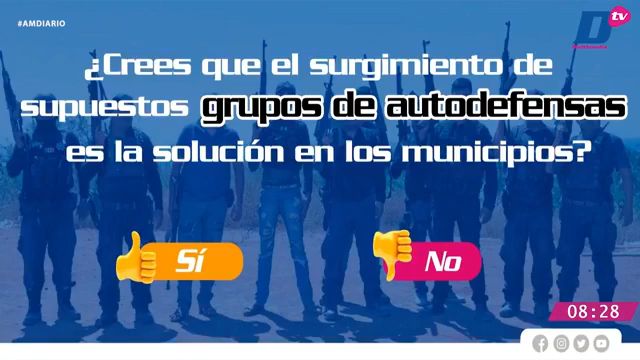 #AMDIARIO
D tv
¿Crees que el surgimiento de
supuestos grupos de autodefensas
es la solución en los municipios?
Sí
No
08:28